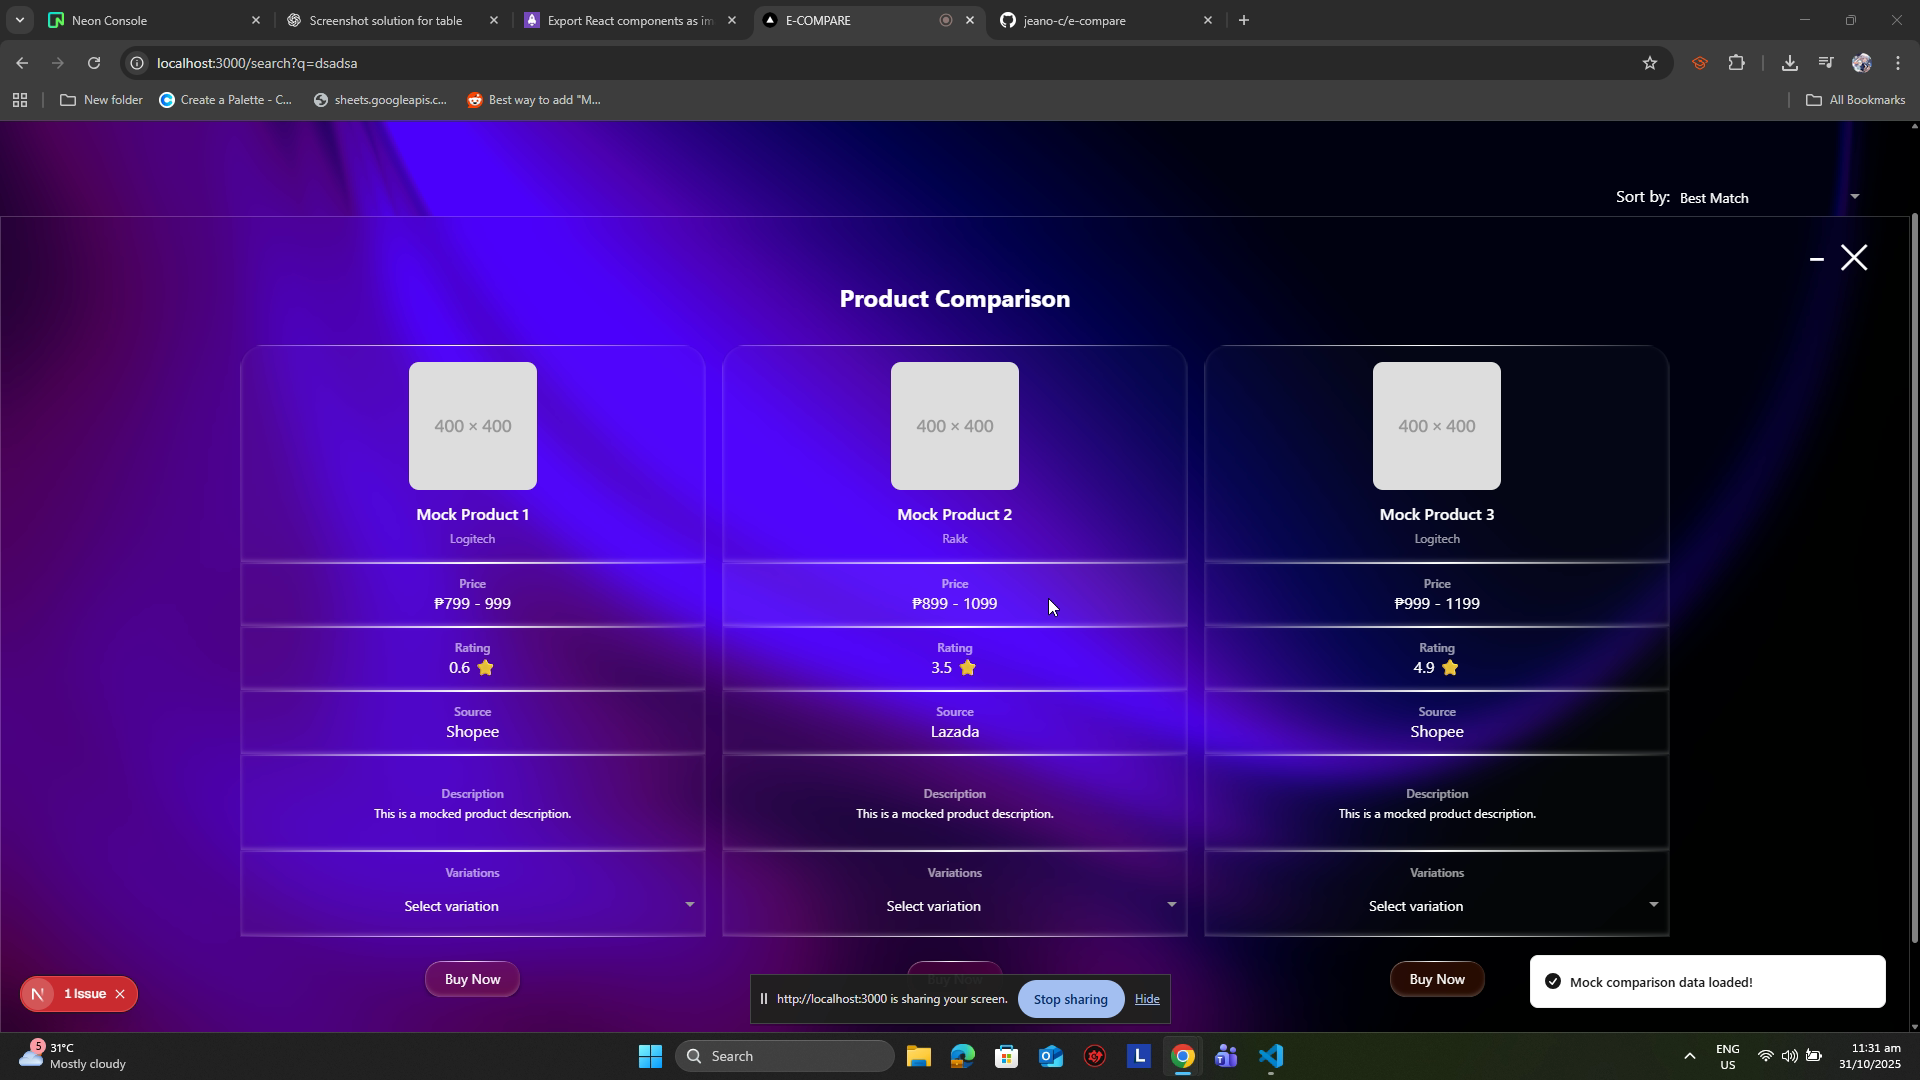 Neon Console
Screenshot solution for table
Export React components as im
E-COMPARE
jeano-c/e-compare
localhost:3000/search?q=dsadsa
New folder
Create a Palette - C...
sheets.googleapis.c...
Best way to add "M...
All Bookmarks
Sort by: Best Match
Product Comparison
400 × 400
400 × 400
400 × 400
Mock Product 1
Mock Product 2
Mock Product 3
Logitech
Rakk
Logitech
Price
Price
Price
₱799 - 999
₱899 - 1099
₱999 - 1199
Rating
Rating
Rating
0.6 ⭐
3.5 ⭐
4.9 ⭐
Source
Source
Source
Shopee
Lazada
Shopee
Description
Description
Description
This is a mocked product description.
This is a mocked product description.
This is a mocked product description.
Variations
Variations
Variations
Select variation
Select variation
Select variation
Buy Now
Buy Now
Buy Now
N 1 Issue
http://localhost:3000 is sharing your screen.
Stop sharing
Hide
Mock comparison data loaded!
5
31°C
Mostly cloudy
Search
L
ENG
US
11:31 am
31/10/2025